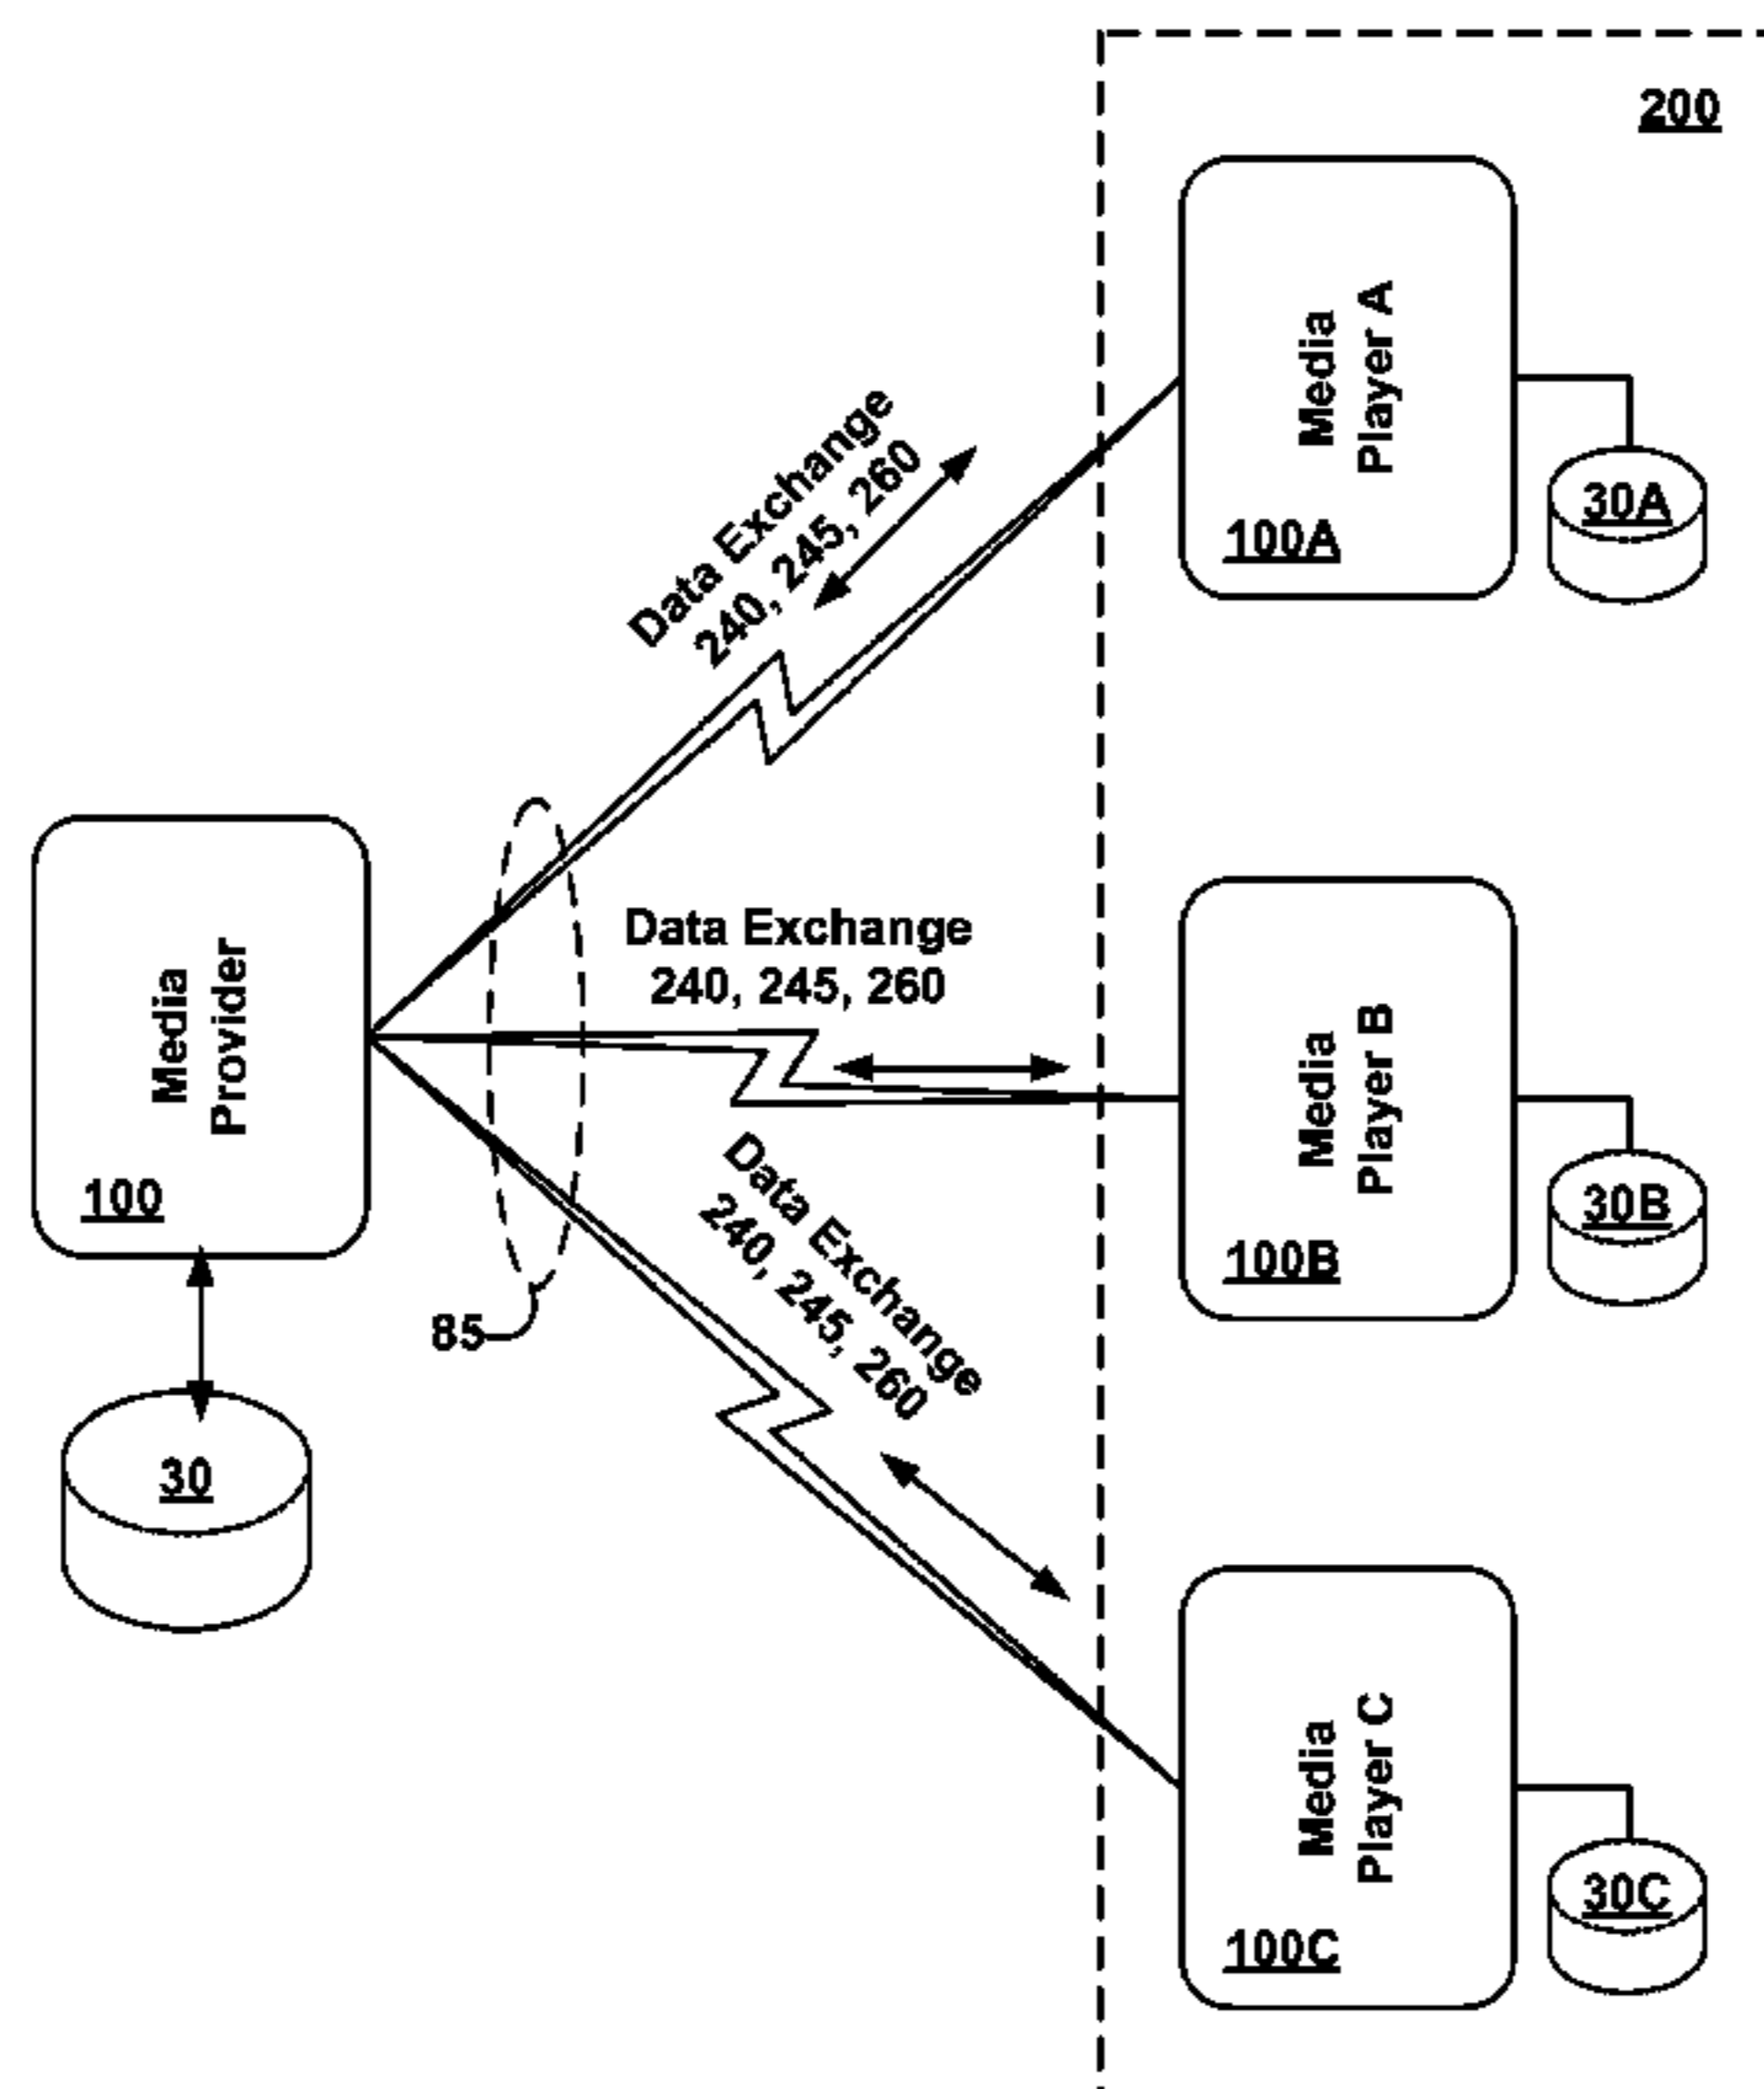 200
Media
Player A
100A
30A
Data Exchange
240, 245, 260
Media
Provider
100
30
85
Data Exchange
240, 245, 260
Media
Player B
100B
30B
Data Exchange
240, 245, 260
Media
Player C
100C
30C